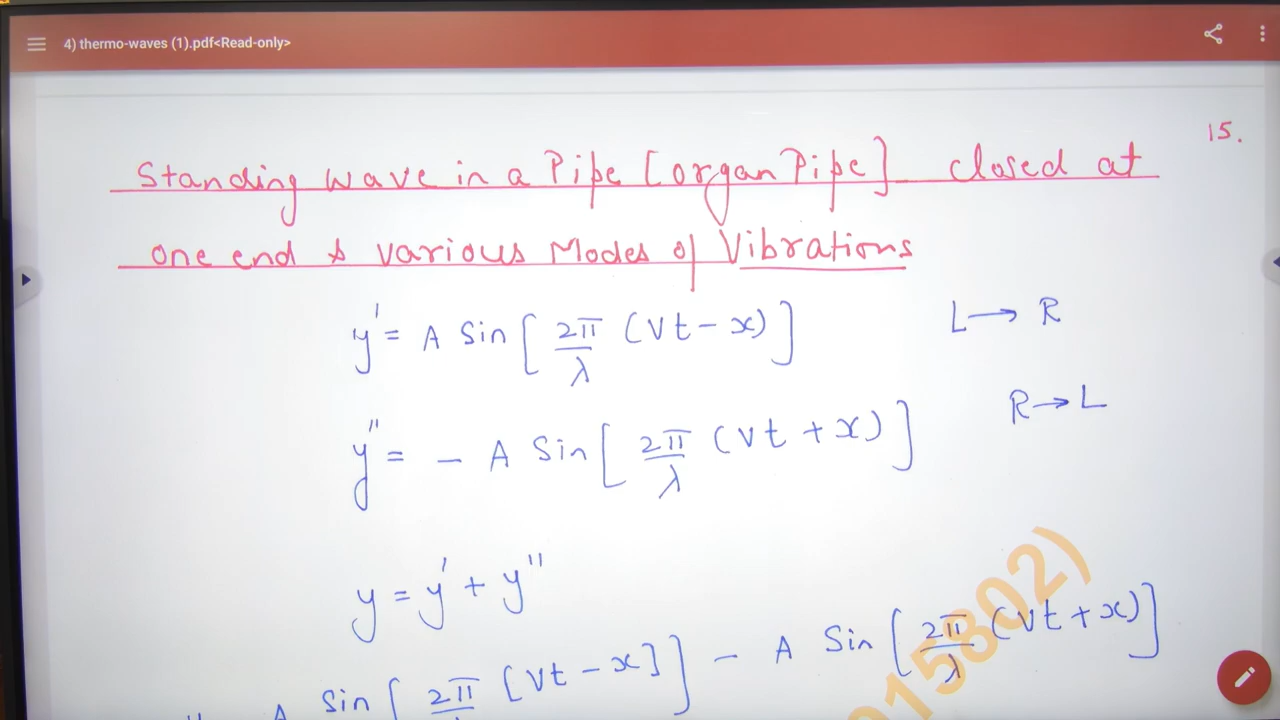 4) thermo-waves (1).pdf<Read-only>
15.
Standing wave in a Pipe [organ Pipe] closed at
one end & various Modes of Vibrations
y' = A Sin [ 2π/λ (Vt - x) ] L → R
y'' = - A Sin [ 2π/λ (Vt + x) ] R → L
y = y' + y''
A Sin [ 2π/λ [Vt - x] ] - A Sin [ 2π/λ (Vt + x) ]
015802)